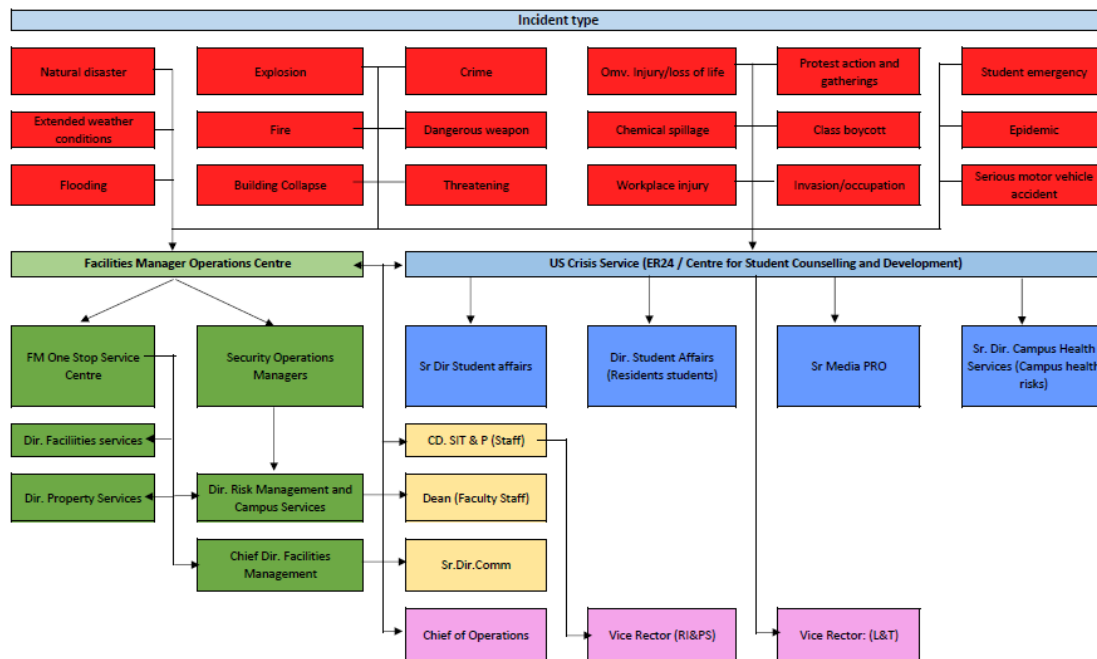 Incident type
Natural disaster
Explosion
Crime
Omv. Injury/loss of life
Protest action and
gatherings
Student emergency
Extended weather
conditions
Fire
Dangerous weapon
Chemical spillage
Class boycott
Epidemic
Flooding
Building Collapse
Threatening
Workplace injury
Invasion/occupation
Serious motor vehicle
accident
Facilities Manager Operations Centre
US Crisis Service (ER24 / Centre for Student Counselling and Development)
FM One Stop Service
Centre
Security Operations
Managers
Sr Dir Student affairs
Dir. Student Affairs
(Residents students)
Sr Media PRO
Sr. Dir. Campus Health
Services (Campus health
risks)
Dir. Faciliities services
CD. SIT & P (Staff)
Dir. Property Services
Dir. Risk Management and
Campus Services
Dean (Faculty Staff)
Chief Dir. Facilities
Management
Sr.Dir.Comm
Chief of Operations
Vice Rector (RI&PS)
Vice Rector: (L&T)